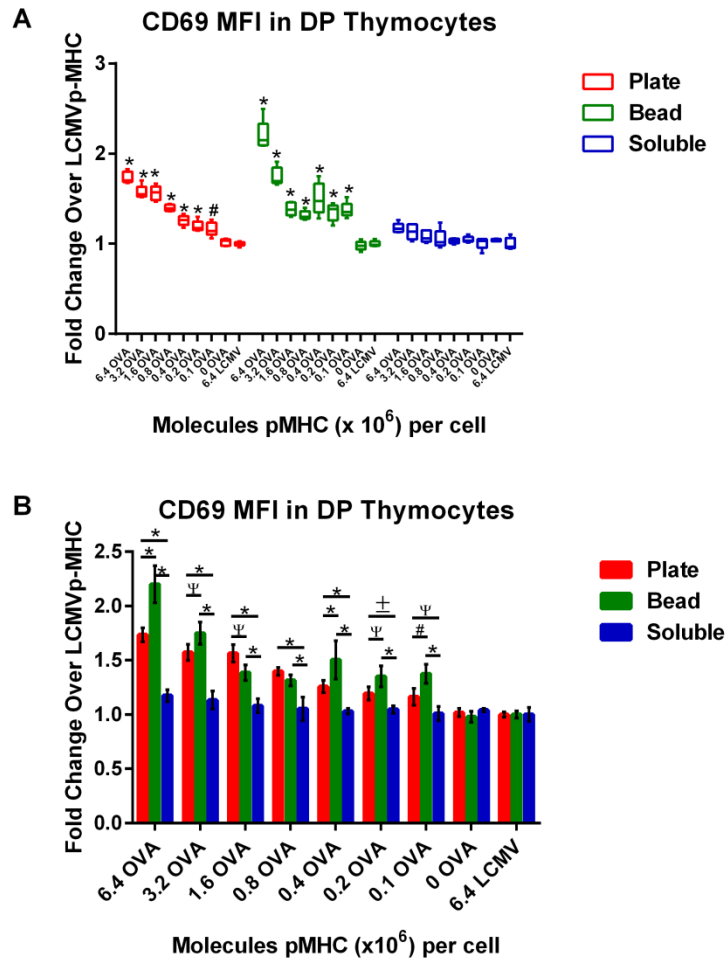 A
CD69 MFI in DP Thymocytes
Fold Change Over LCMVp-MHC
3
2
1
0
* * * * * * #
* * * * * * *
6.4 OVA 3.2 OVA 1.6 OVA 0.8 OVA 0.4 OVA 0.2 OVA 0.1 OVA 0 OVA 6.4 LCMV
6.4 OVA 3.2 OVA 1.6 OVA 0.8 OVA 0.4 OVA 0.2 OVA 0.1 OVA 0 OVA 6.4 LCMV
6.4 OVA 3.2 OVA 1.6 OVA 0.8 OVA 0.4 OVA 0.2 OVA 0.1 OVA 0 OVA 6.4 LCMV
Molecules pMHC (x 10⁶) per cell
Plate
Bead
Soluble
B
CD69 MFI in DP Thymocytes
Fold Change Over LCMVp-MHC
2.5
2.0
1.5
1.0
0.5
0.0
* * *
* Ψ *
* Ψ *
* *
* * *
± Ψ *
Ψ # *
6.4 OVA
3.2 OVA
1.6 OVA
0.8 OVA
0.4 OVA
0.2 OVA
0.1 OVA
0 OVA
6.4 LCMV
Molecules pMHC (x10⁶) per cell
Plate
Bead
Soluble